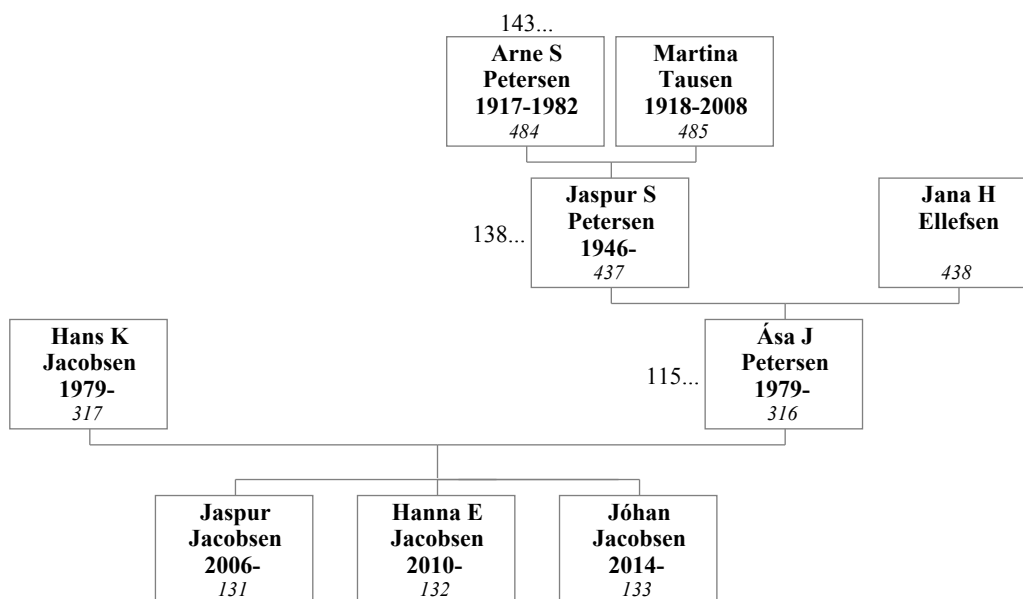 143...
Arne S
Petersen
1917-1982
484
Martina
Tausen
1918-2008
485
138...
Jaspur S
Petersen
1946-
437
Jana H
Ellefsen
438
Hans K
Jacobsen
1979-
317
115...
Ása J
Petersen
1979-
316
Jaspur
Jacobsen
2006-
131
Hanna E
Jacobsen
2010-
132
Jóhan
Jacobsen
2014-
133